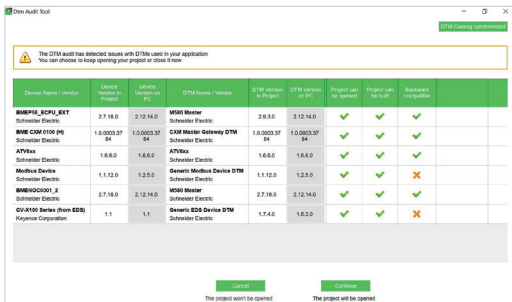 Dtm Audit Tool
DTM Catalog synchronized
The DTM audit has detected issues with DTMs used in your application
You can choose to keep opening your project or close it now
Device Name / Vendor Device Version in Project Device Version on PC DTM Name / Vendor DTM Version in Project DTM Version on PC Project can be opened Project can be built Backward compatible
BMEP58_ECPU_EXT 2.7.18.0 2.12.14.0 M580 Master 2.9.3.0 2.12.14.0
Schneider Electric Schneider Electric
BME CXM 0100 (H) 1.0.0003.3784 1.0.0003.3784 CXM Master Gateway DTM 1.0.0003.3784 1.0.0003.3784
Schneider Electric Schneider Electric
ATV6xx 1.6.6.0 1.6.6.0 ATV6xx 1.6.6.0 1.6.6.0
Schneider Electric Schneider Electric
Modbus Device 1.1.12.0 1.2.5.0 Generic Modbus Device DTM 1.1.12.0 1.2.5.0
Schneider Electric Schneider Electric
BMENOC0301_2 2.7.18.0 2.12.14.0 M580 Master 2.7.18.0 2.12.14.0
Schneider Electric Schneider Electric
CV-X100 Series (from EDS) 1.1 1.1 Generic EDS Device DTM 1.7.4.0 1.8.3.0
Keyence Corporation Schneider Electric
Cancel Continue
The project won't be opened The project will be opened